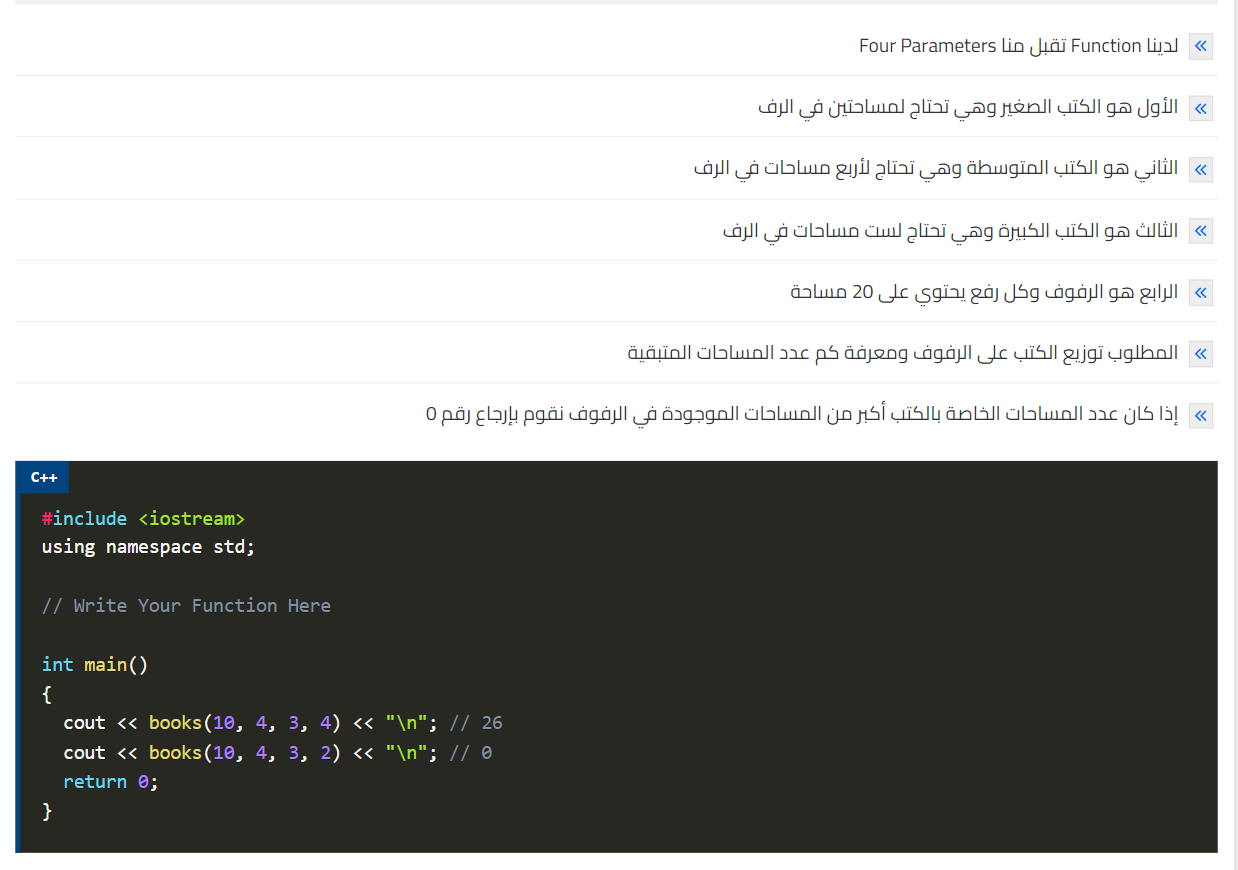 لدينا Function تقبل منا Four Parameters
الأول هو الكتب الصغير وهي تحتاج لمساحتين في الرف
الثاني هو الكتب المتوسطة وهي تحتاج لأربع مساحات في الرف
الثالث هو الكتب الكبيرة وهي تحتاج لست مساحات في الرف
الرابع هو الرفوف وكل رفع يحتوي على 20 مساحة
المطلوب توزيع الكتب على الرفوف ومعرفة كم عدد المساحات المتبقية
إذا كان عدد المساحات الخاصة بالكتب أكبر من المساحات الموجودة في الرفوف نقوم بإرجاع رقم 0
C++
#include <iostream>
using namespace std;
// Write Your Function Here
int main()
{
cout << books(10, 4, 3, 4) << "\n"; // 26
cout << books(10, 4, 3, 2) << "\n"; // 0
return 0;
}